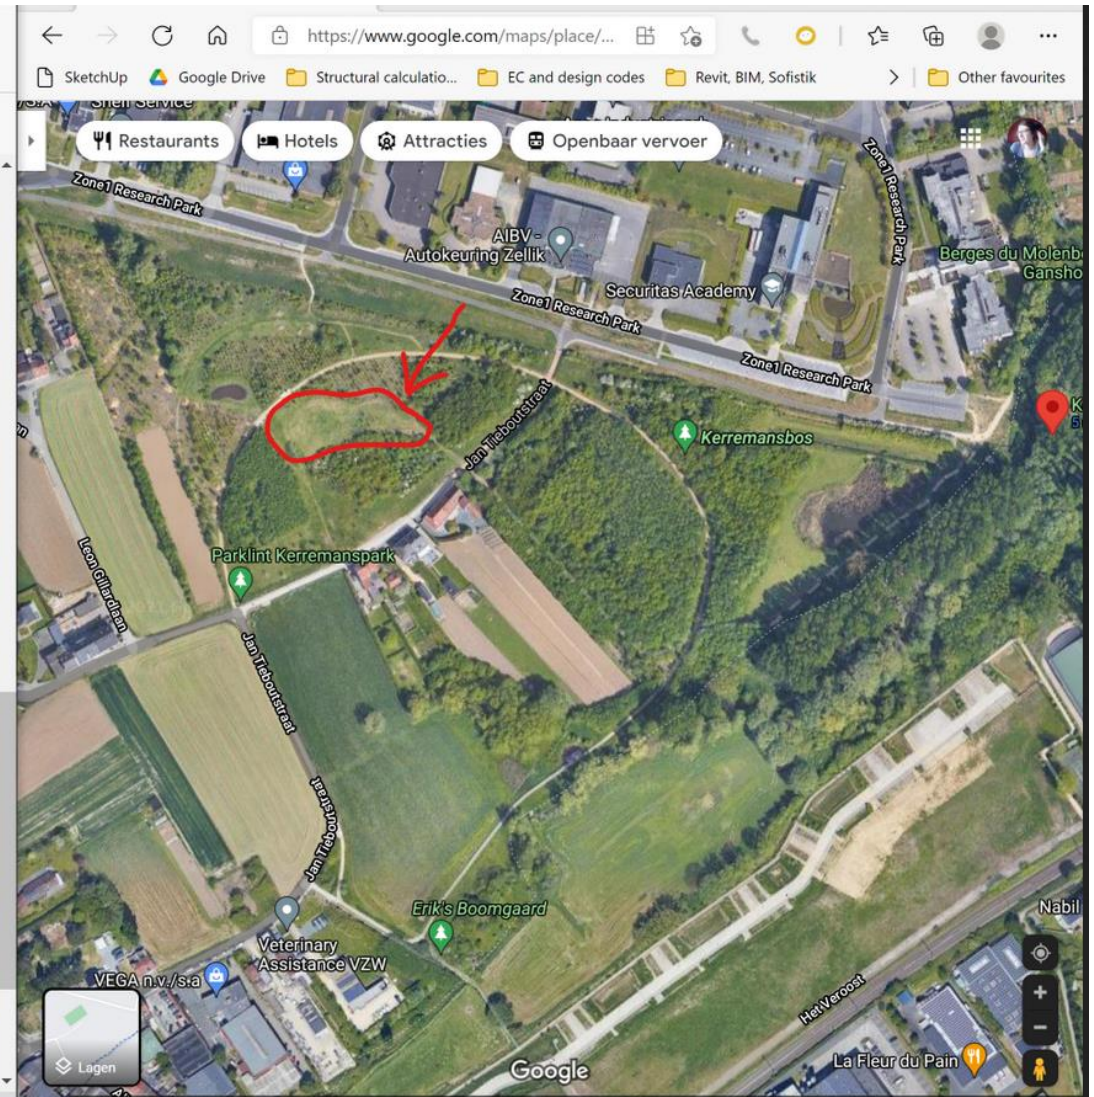 https://www.google.com/maps/place/...
SketchUp
Google Drive
Structural calculatio...
EC and design codes
Revit, BIM, Sofistik
Other favourites
Shell Service
Restaurants
Hotels
Attracties
Openbaar vervoer
Zone1 Research Park
Zone1 Research Park
AIBV -
Autokeuring Zellik
Berges du Molenb
Gansho
Securitas Academy
Zone1 Research Park
Zone1 Research Park
K
5
Jan Tieboutstraat
Kerremansbos
Parklint Kerremanspark
Leon Gillardlaan
Jan Tieboutstraat
Jan Tieboutstraat
Erik's Boomgaard
Nabil
Veterinary
Assistance VZW
VEGA n.v./s.a
Het Veroost
Lagen
Google
La Fleur du Pain